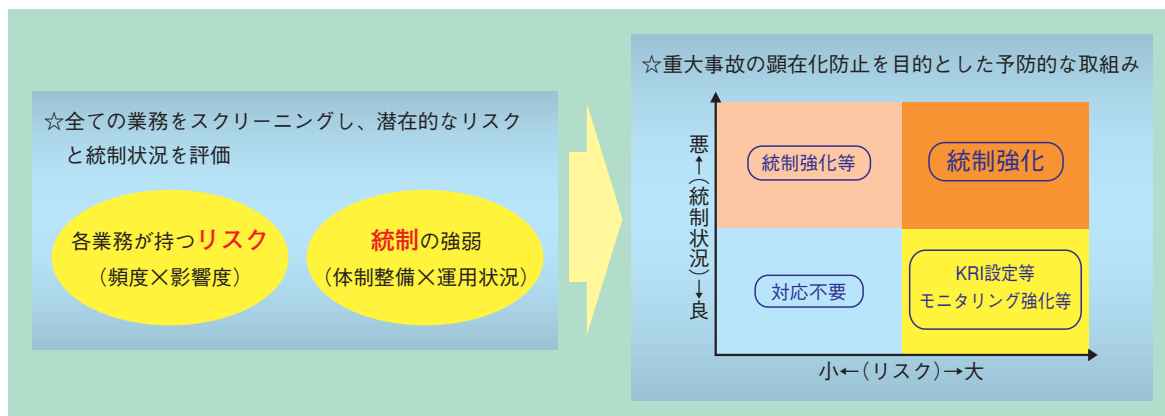 ☆全ての業務をスクリーニングし、潜在的なリスク
と統制状況を評価
各業務が持つリスク
（頻度×影響度）
統制の強弱
（体制整備×運用状況）
☆重大事故の顕在化防止を目的とした予防的な取組み
悪←（統制状況）→良
統制強化等
統制強化
対応不要
KRI設定等
モニタリング強化等
小←（リスク）→大